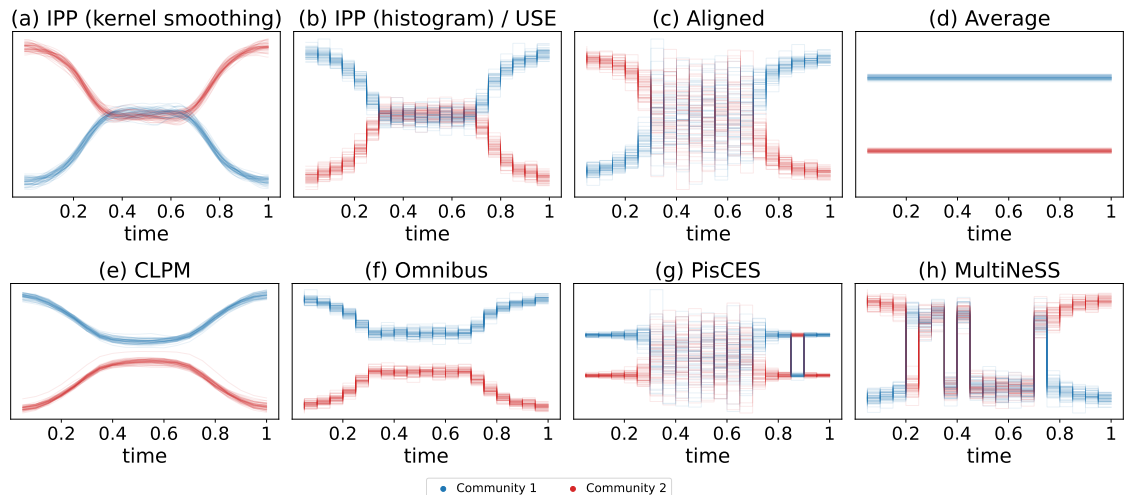 (a) IPP (kernel smoothing)
(b) IPP (histogram) / USE
(c) Aligned
(d) Average
0.2 0.4 0.6 0.8 1
0.2 0.4 0.6 0.8 1
0.2 0.4 0.6 0.8 1
0.2 0.4 0.6 0.8 1
time
time
time
time
(e) CLPM
(f) Omnibus
(g) PisCES
(h) MultiNeSS
0.2 0.4 0.6 0.8 1
0.2 0.4 0.6 0.8 1
0.2 0.4 0.6 0.8 1
0.2 0.4 0.6 0.8 1
time
time
time
time
Community 1
Community 2